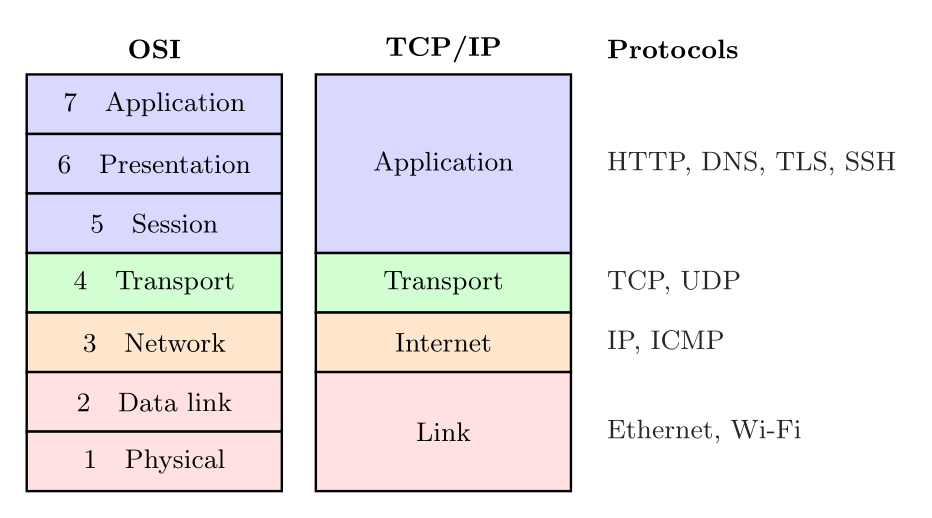 OSI TCP/IP Protocols
7 Application
6 Presentation Application HTTP, DNS, TLS, SSH
5 Session
4 Transport Transport TCP, UDP
3 Network Internet IP, ICMP
2 Data link
Link Ethernet, Wi-Fi
1 Physical